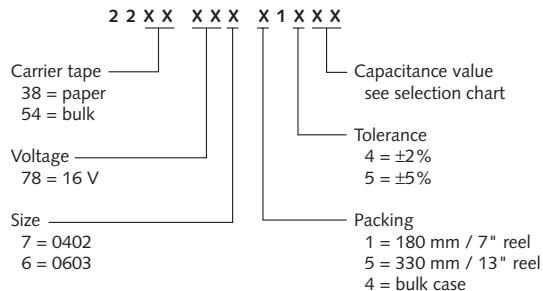 2 2 X X X X X X 1 X X X
Carrier tape
38 = paper
54 = bulk
Voltage
78 = 16 V
Size
7 = 0402
6 = 0603
Capacitance value
see selection chart
Tolerance
4 = ±2%
5 = ±5%
Packing
1 = 180 mm / 7" reel
5 = 330 mm / 13" reel
4 = bulk case